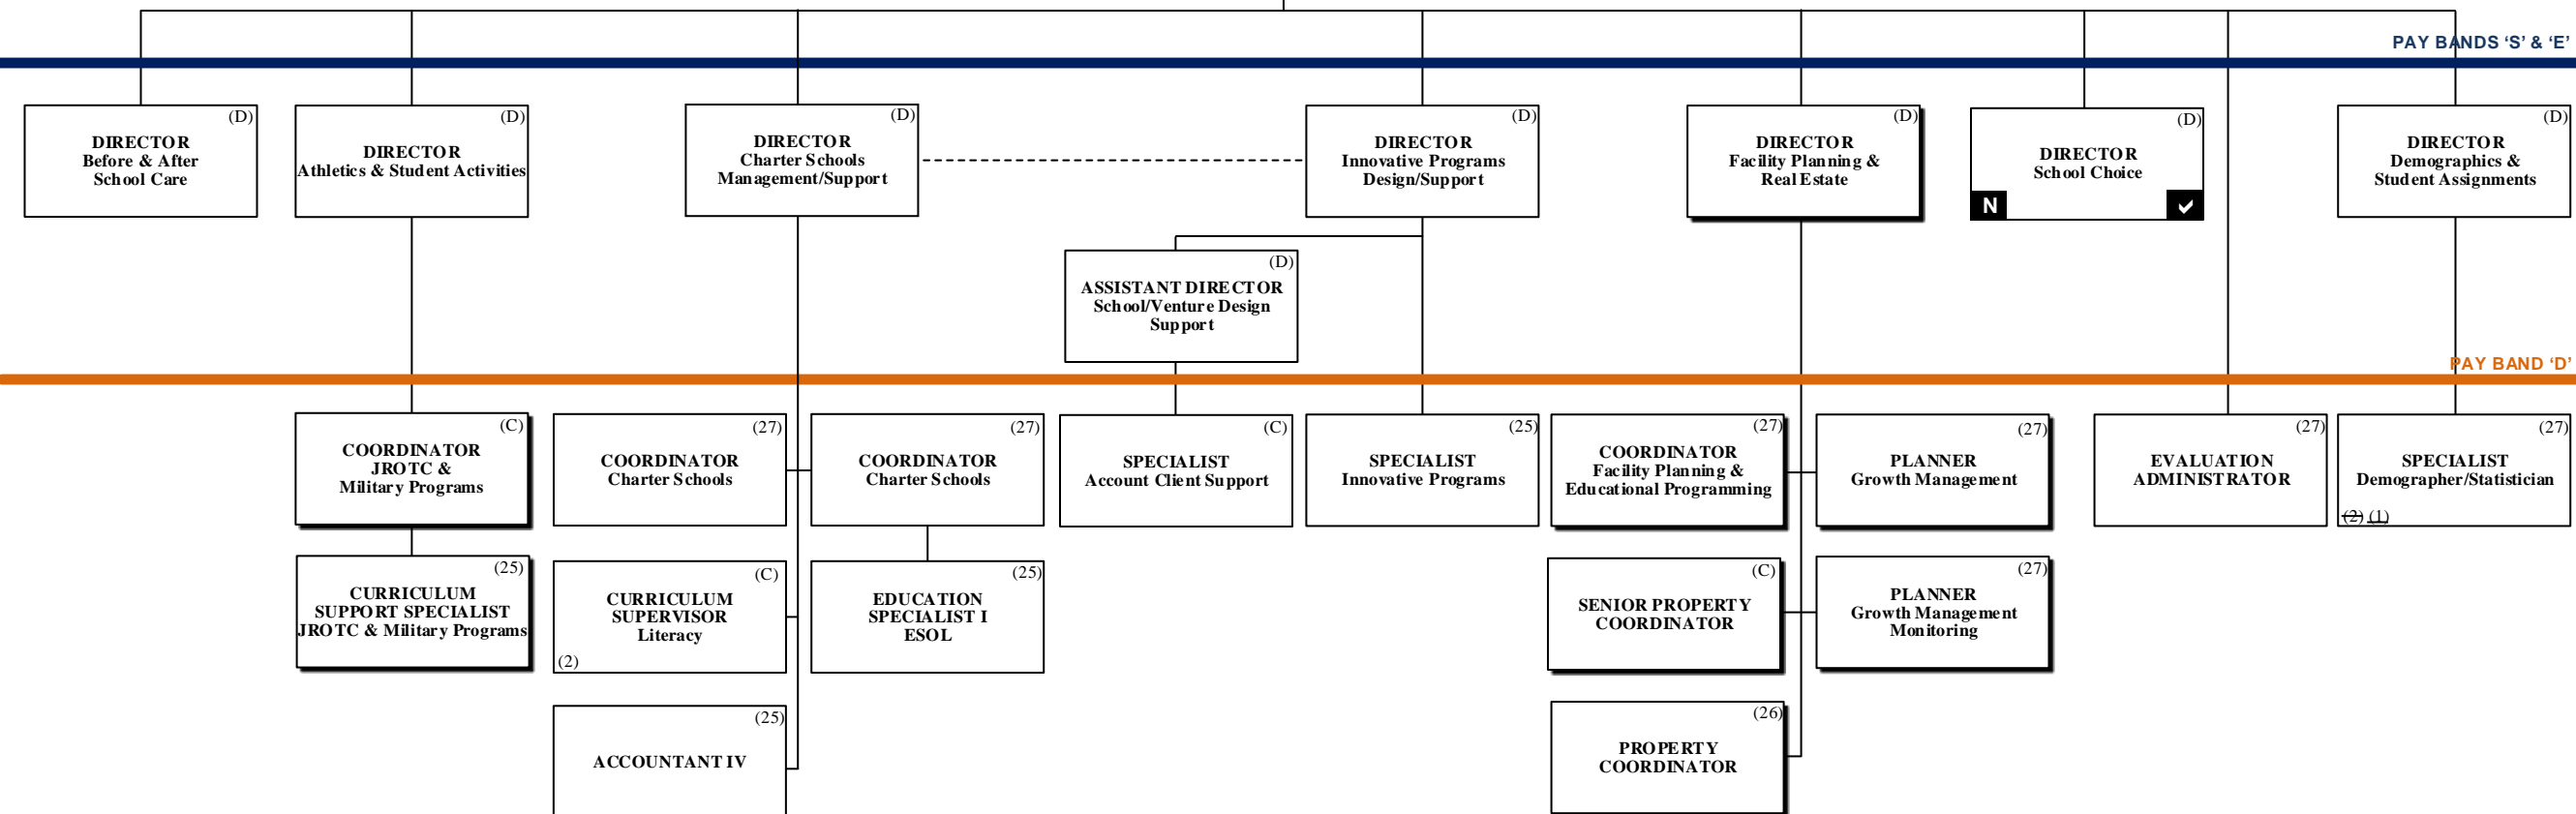 PAY BANDS ‘S’ & ‘E’
(D)
DIRECTOR
Before & After
School Care
(D)
DIRECTOR
Athletics & Student Activities
(D)
DIRECTOR
Charter Schools
Management/Support
(D)
DIRECTOR
Innovative Programs
Design/Support
(D)
DIRECTOR
Facility Planning &
Real Estate
(D)
DIRECTOR
School Choice
N
(D)
DIRECTOR
Demographics &
Student Assignments
(D)
ASSISTANT DIRECTOR
School/Venture Design
Support
PAY BAND ‘D’
(C)
COORDINATOR
JROTC &
Military Programs
(27)
COORDINATOR
Charter Schools
(27)
COORDINATOR
Charter Schools
(C)
SPECIALIST
Account Client Support
(25)
SPECIALIST
Innovative Programs
(27)
COORDINATOR
Facility Planning &
Educational Programming
(27)
PLANNER
Growth Management
(27)
EVALUATION
ADMINISTRATOR
(27)
SPECIALIST
Demographer/Statistician
(2) (1)
(25)
CURRICULUM
SUPPORT SPECIALIST
JROTC & Military Programs
(C)
CURRICULUM
SUPERVISOR
Literacy
(2)
(25)
EDUCATION
SPECIALIST I
ESOL
(C)
SENIOR PROPERTY
COORDINATOR
(27)
PLANNER
Growth Management
Monitoring
(25)
ACCOUNTANT IV
(26)
PROPERTY
COORDINATOR